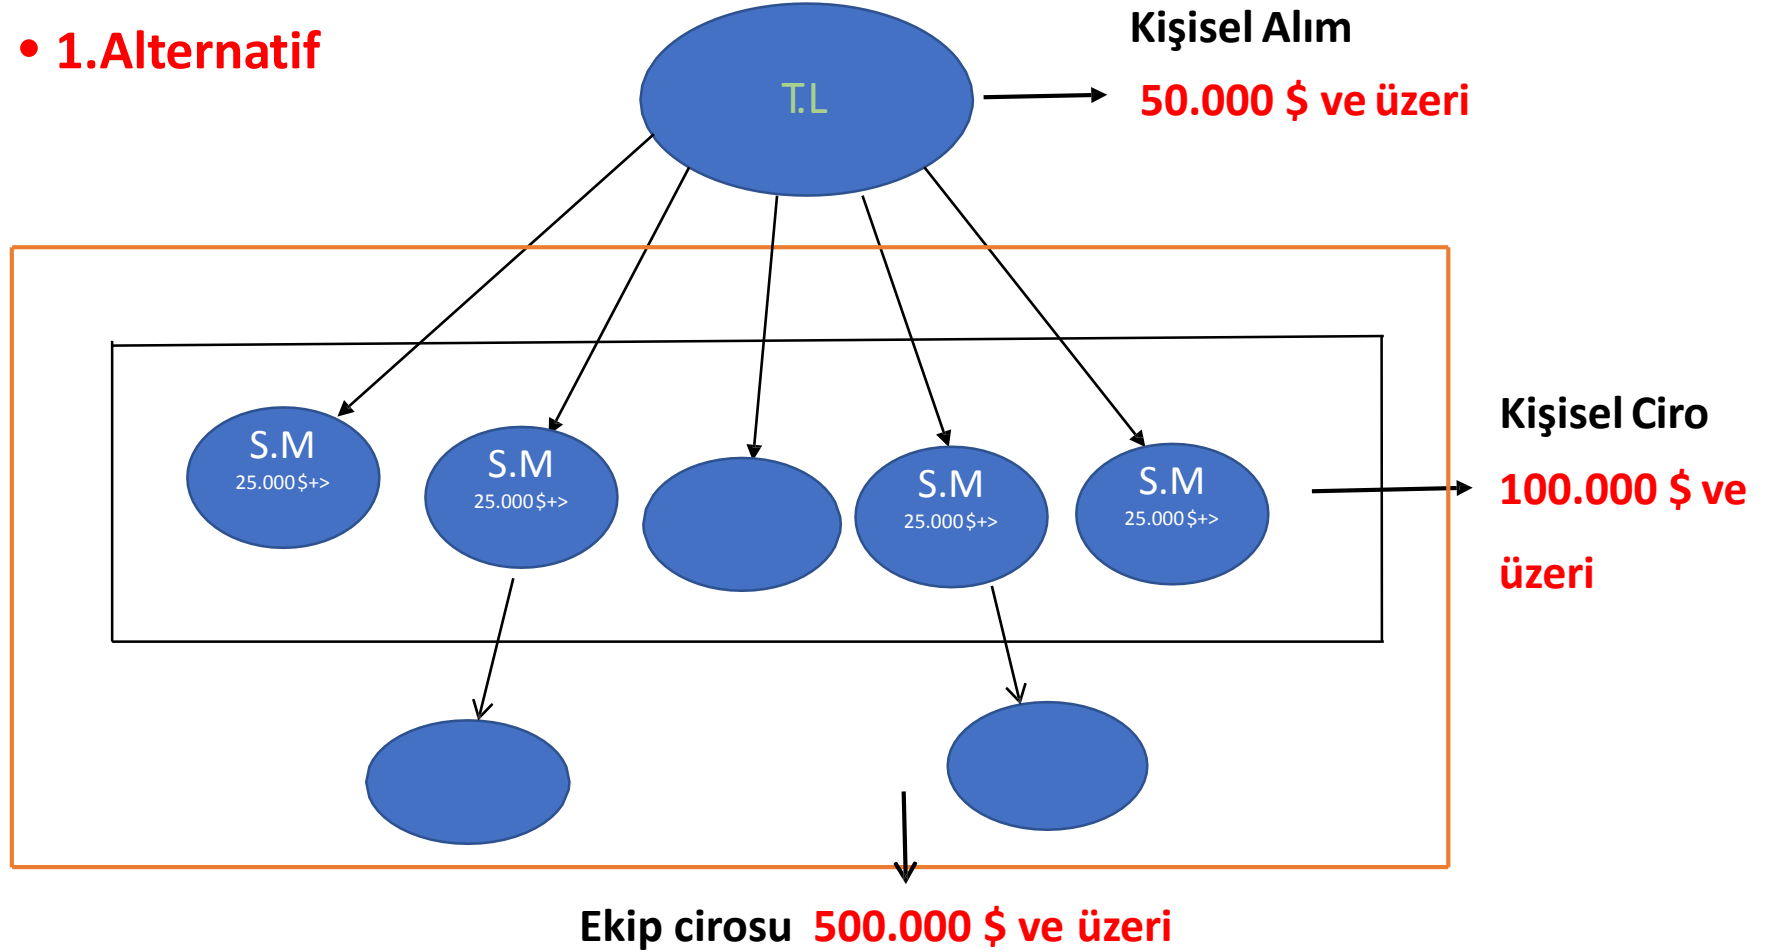 • 1.Alternatif
T.L
Kişisel Alım
50.000 $ ve üzeri
S.M
25.000$+>
S.M
25.000$+>
S.M
25.000$+>
S.M
25.000$+>
Kişisel Ciro
100.000 $ ve
üzeri
Ekip cirosu 500.000 $ ve üzeri